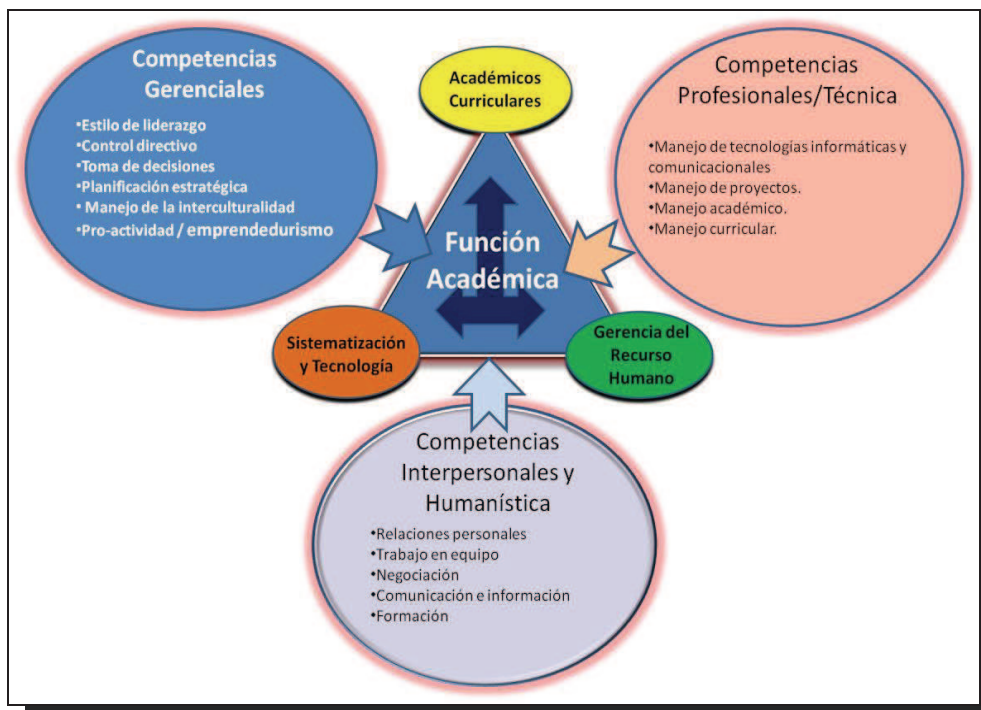 Competencias
Gerenciales
•Estilo de liderazgo
•Control directivo
•Toma de decisiones
•Planificación estratégica
• Manejo de la interculturalidad
•Pro-actividad / emprendedurismo
Académicos
Curriculares
Competencias
Profesionales/Técnica
•Manejo de tecnologías informáticas y
comunicacionales
•Manejo de proyectos.
•Manejo académico.
•Manejo curricular.
Función
Académica
Sistematización
y Tecnología
Gerencia del
Recurso
Humano
Competencias
Interpersonales y
Humanística
•Relaciones personales
•Trabajo en equipo
•Negociación
•Comunicación e información
•Formación